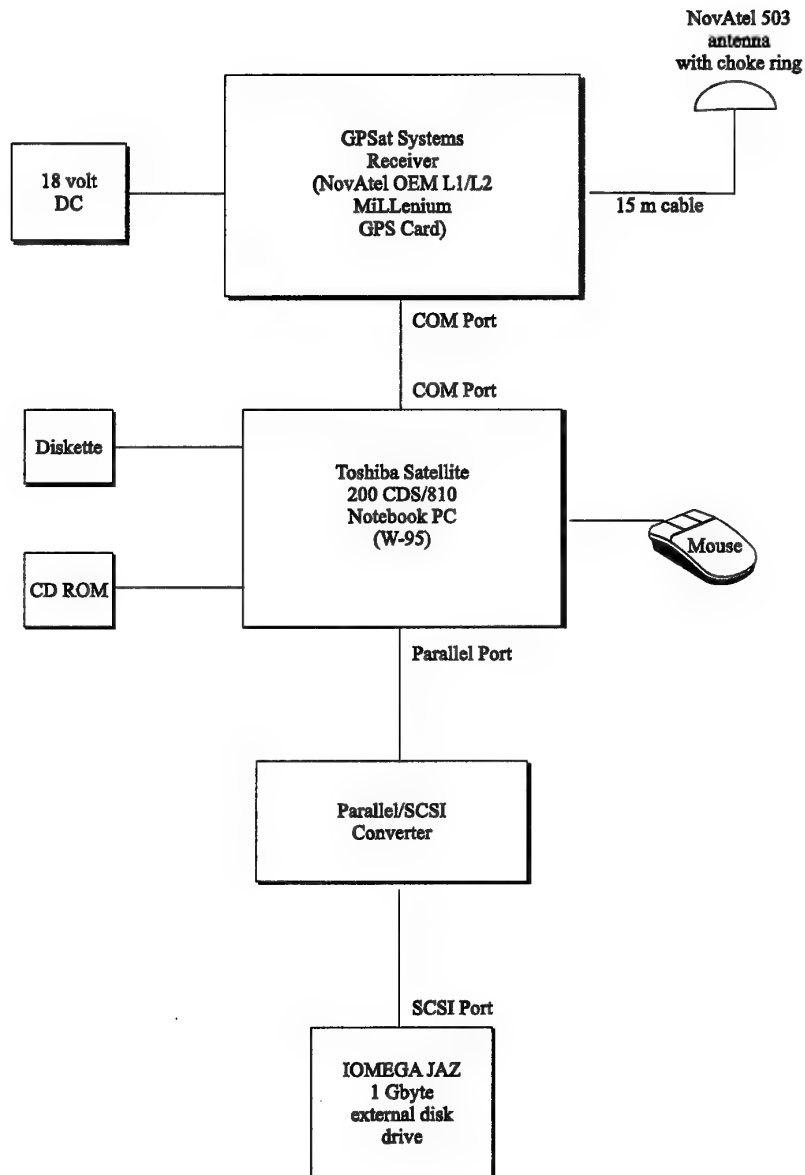 NovAtel 503
antenna
with choke ring
GPSat Systems
Receiver
(NovAtel OEM L1/L2
MiLLenium
GPS Card)
18 volt
DC
15 m cable
COM Port
COM Port
Diskette
Toshiba Satellite
200 CDS/810
Notebook PC
(W-95)
Mouse
CD ROM
Parallel Port
Parallel/SCSI
Converter
SCSI Port
IOMEGA JAZ
1 Gbyte
external disk
drive